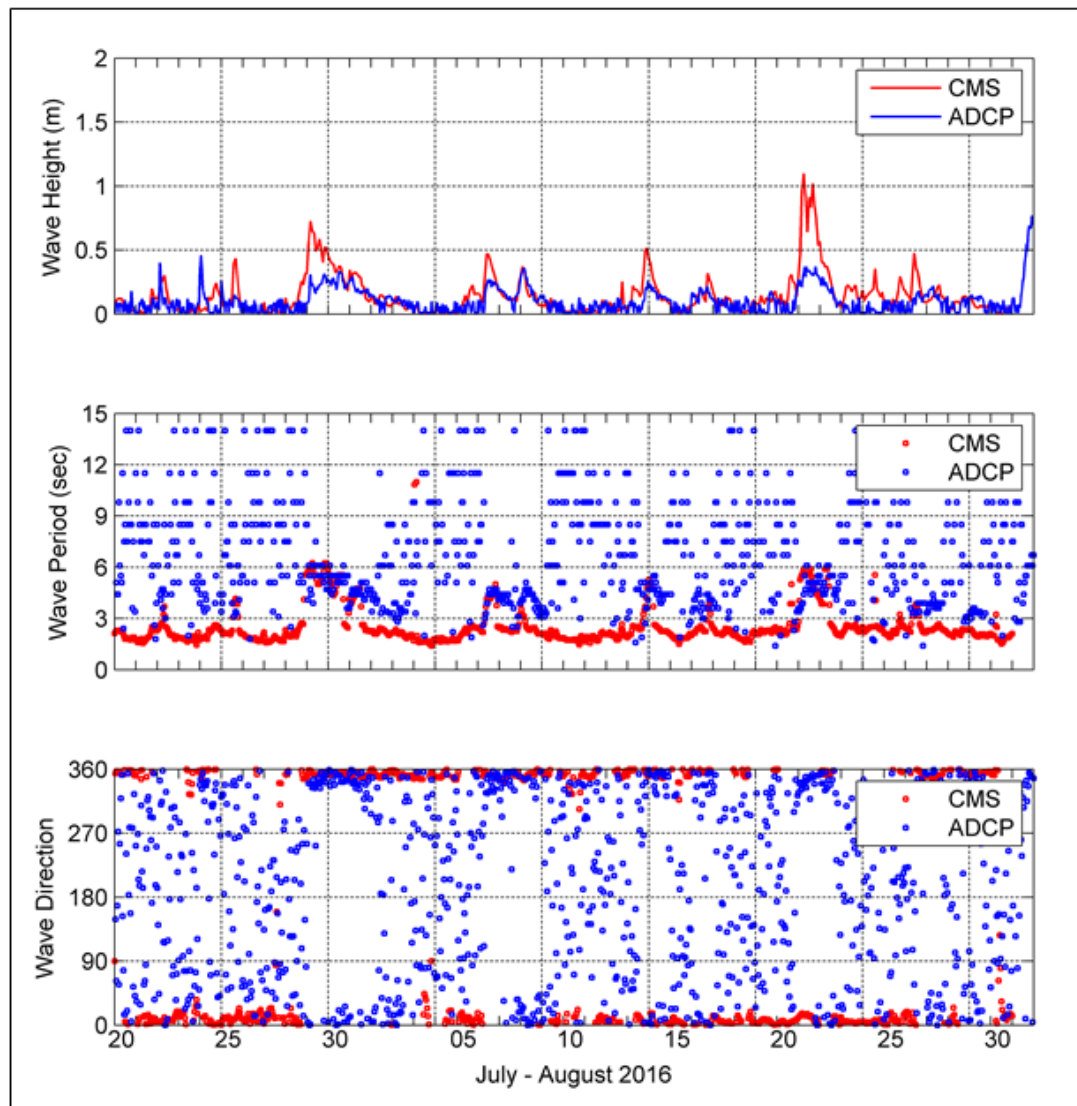 2
1.5
1
0.5
0
Wave Height (m)
CMS
ADCP
15
12
9
6
3
0
Wave Period (sec)
CMS
ADCP
360
270
180
90
0
Wave Direction
CMS
ADCP
20 25 30 05 10 15 20 25 30
July - August 2016